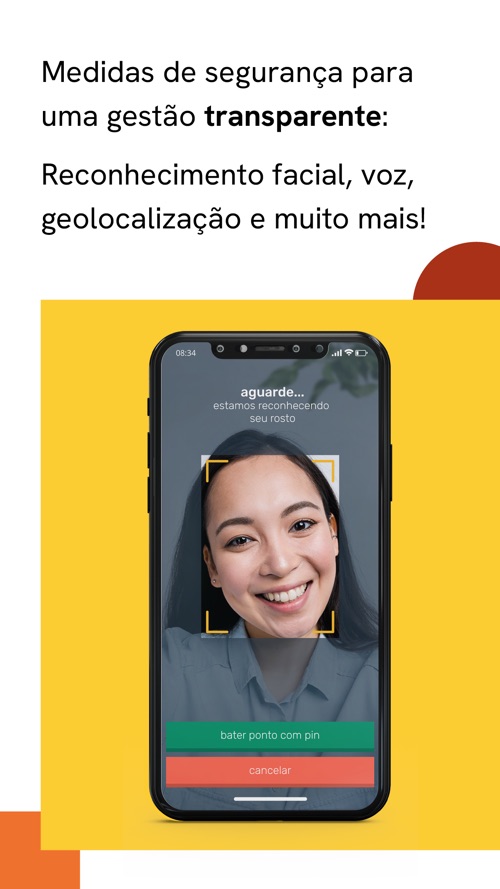 Medidas de segurança para
uma gestão transparente:
Reconhecimento facial, voz,
geolocalização e muito mais!
08:34
aguarde...
estamos reconhecendo
seu rosto
bater ponto com pin
cancelar